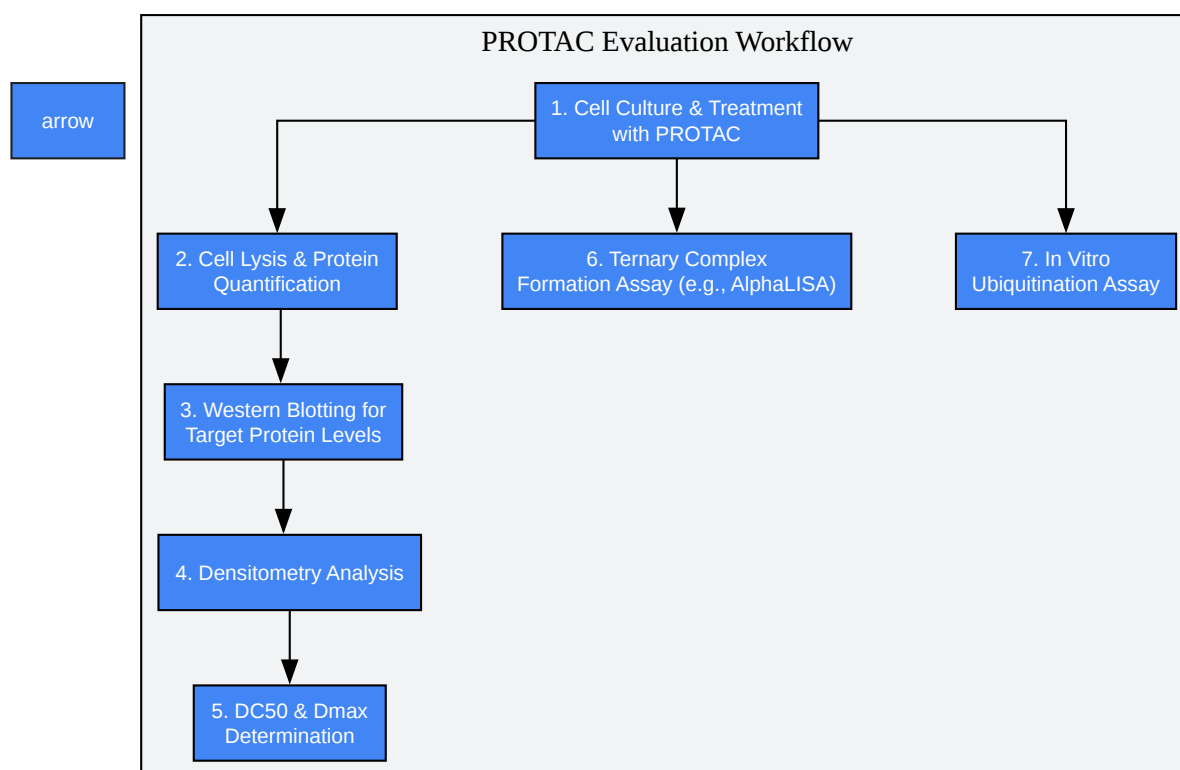 PROTAC Evaluation Workflow
arrow
1. Cell Culture & Treatment
with PROTAC
2. Cell Lysis & Protein
Quantification
6. Ternary Complex
Formation Assay (e.g., AlphaLISA)
7. In Vitro
Ubiquitination Assay
3. Western Blotting for
Target Protein Levels
4. Densitometry Analysis
5. DC50 & Dmax
Determination